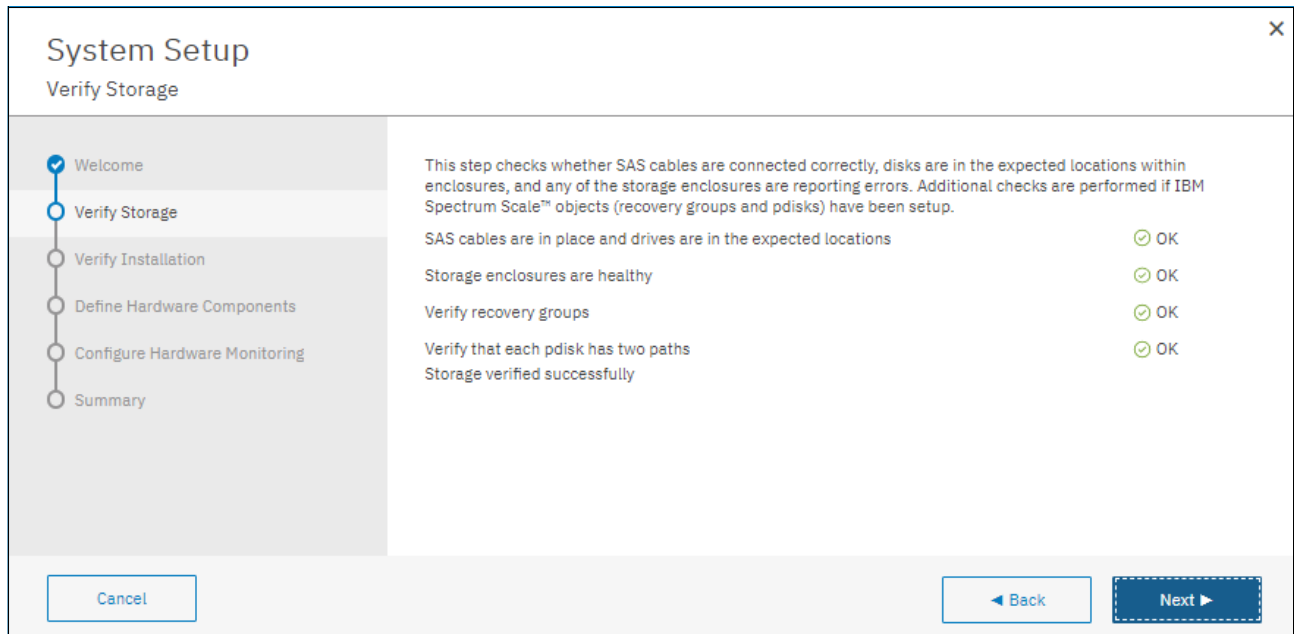 System Setup
Verify Storage
Welcome
Verify Storage
Verify Installation
Define Hardware Components
Configure Hardware Monitoring
Summary
This step checks whether SAS cables are connected correctly, disks are in the expected locations within
enclosures, and any of the storage enclosures are reporting errors. Additional checks are performed if IBM
Spectrum Scale™ objects (recovery groups and pdisks) have been setup.
SAS cables are in place and drives are in the expected locations OK
Storage enclosures are healthy OK
Verify recovery groups OK
Verify that each pdisk has two paths OK
Storage verified successfully
Cancel Back Next